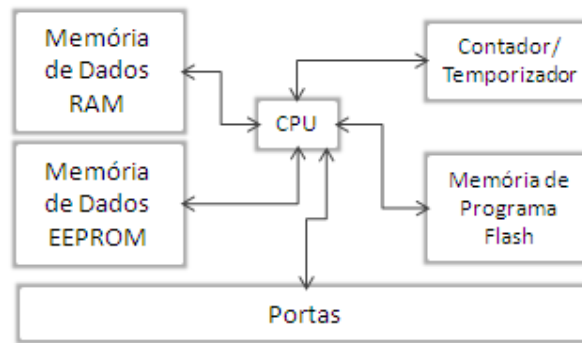 Memória
de Dados
RAM
Contador/
Temporizador
CPU
Memória
de Dados
EEPROM
Memória de
Programa
Flash
Portas